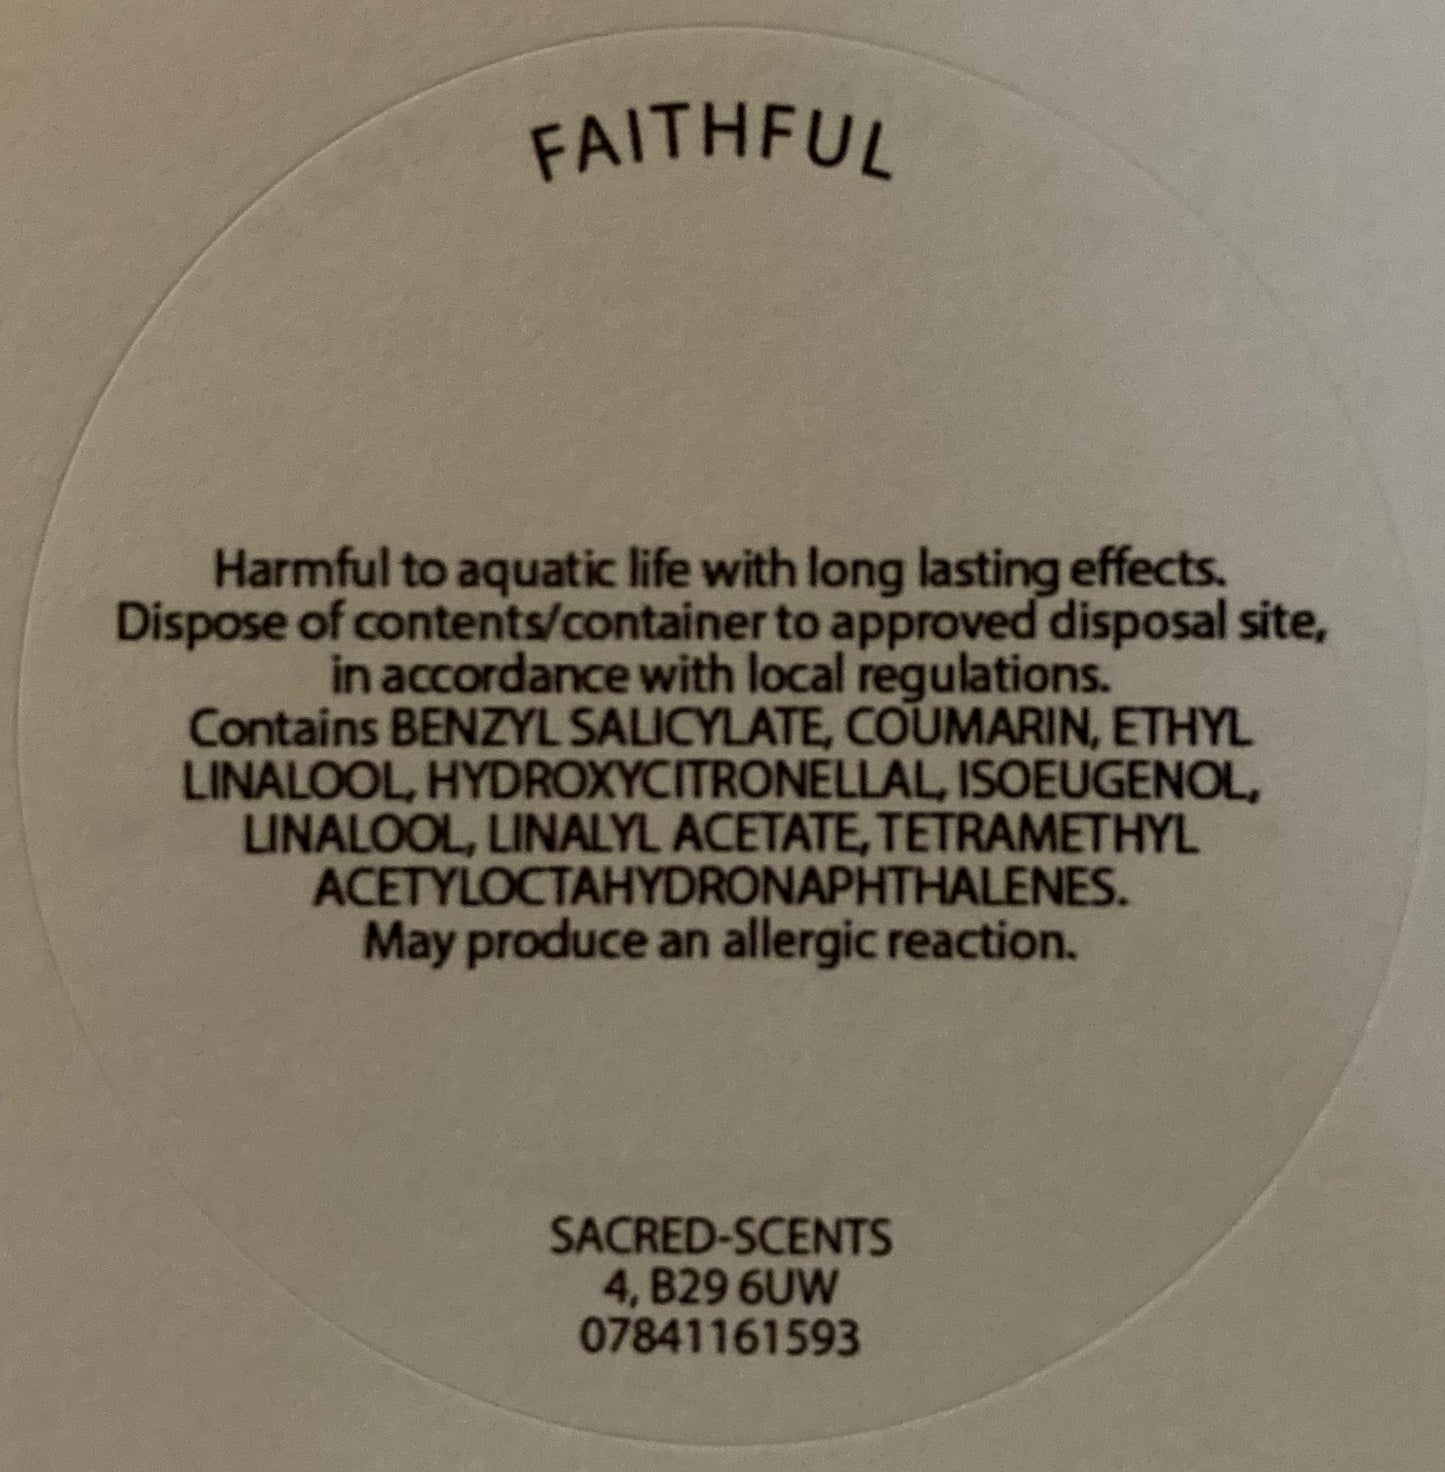 FAITHFUL
Harmful to aquatic life with long lasting effects.
Dispose of contents/container to approved disposal site,
in accordance with local regulations.
Contains BENZYL SALICYLATE, COUMARIN, ETHYL
LINALOOL, HYDROXYCITRONELLAL, ISOEUGENOL,
LINALOOL, LINALYL ACETATE, TETRAMETHYL
ACETYLOCTAHYDRONAPHTHALENES.
May produce an allergic reaction.
SACRED-SCENTS
4, B29 6UW
07841161593